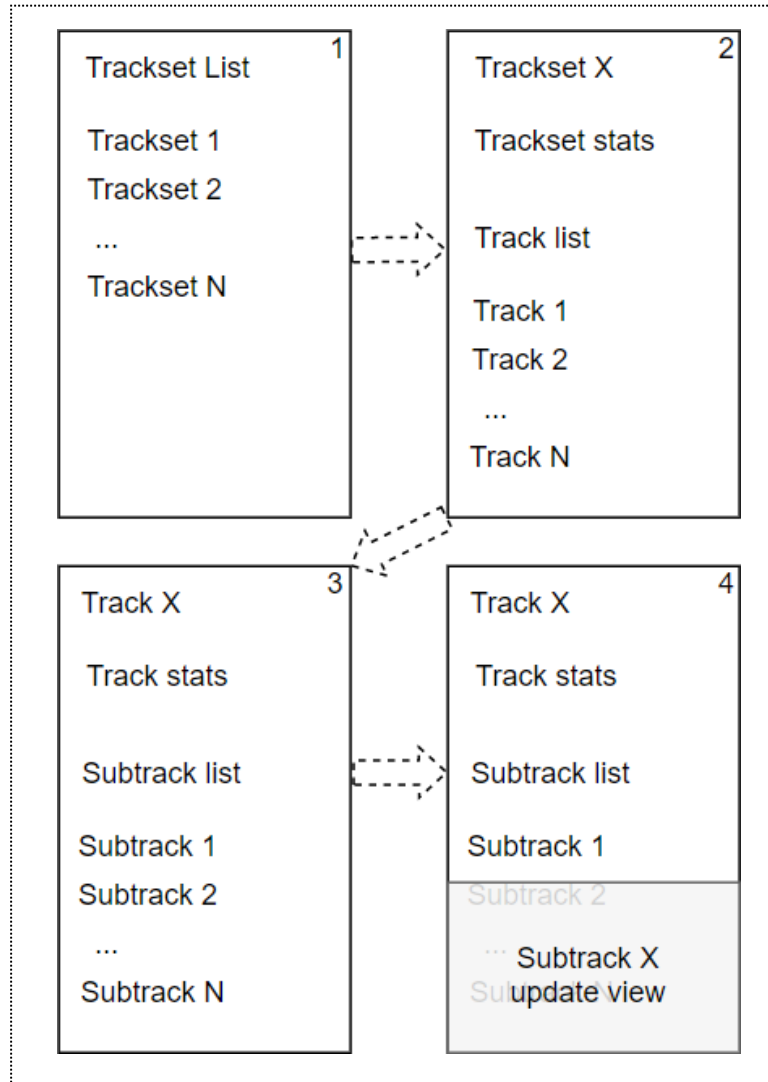 Trackset List
1
Trackset 1
Trackset 2
...
Trackset N
Trackset X
2
Trackset stats
Track list
Track 1
Track 2
...
Track N
Track X
3
Track stats
Subtrack list
Subtrack 1
Subtrack 2
...
Subtrack N
Track X
4
Track stats
Subtrack list
Subtrack 1
Subtrack 2
...
Subtrack N
Subtrack X
update view